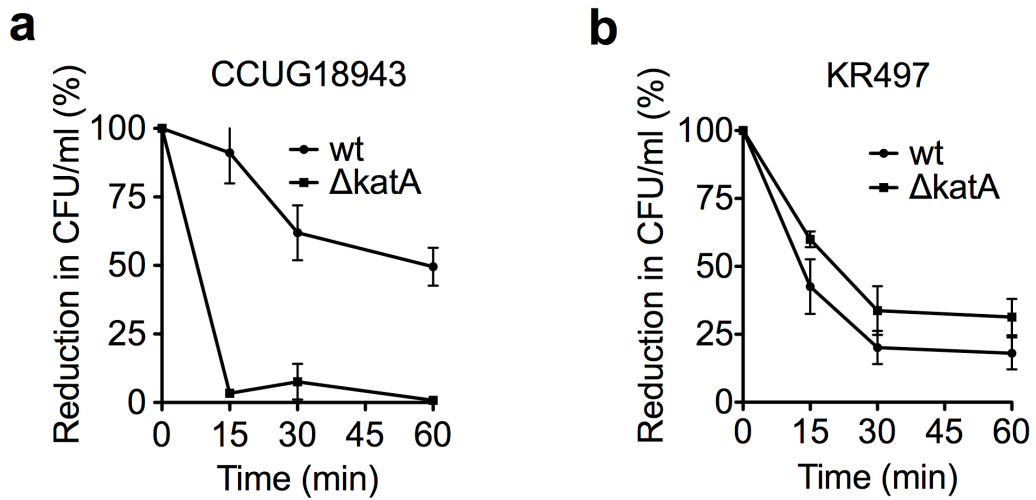 a
CCUG18943
Reduction in CFU/ml (%)
100
75
50
25
0
wt
ΔkatA
0 15 30 45 60
Time (min)
b
KR497
Reduction in CFU/ml (%)
100
75
50
25
0
wt
ΔkatA
0 15 30 45 60
Time (min)